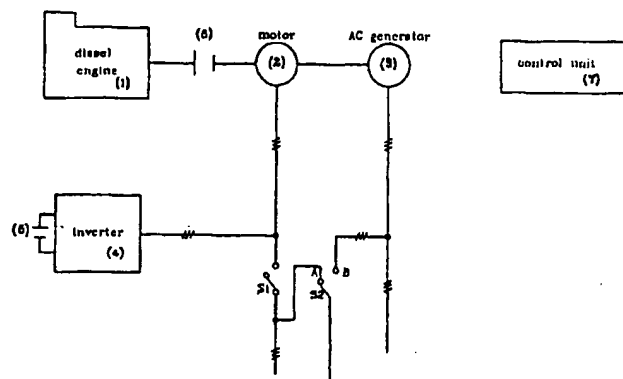 diesel
engine
(1)
(5)
motor
(2)
AC generator
(3)
control unit
(7)
(6)
inverter
(4)
S1
A
B
S2